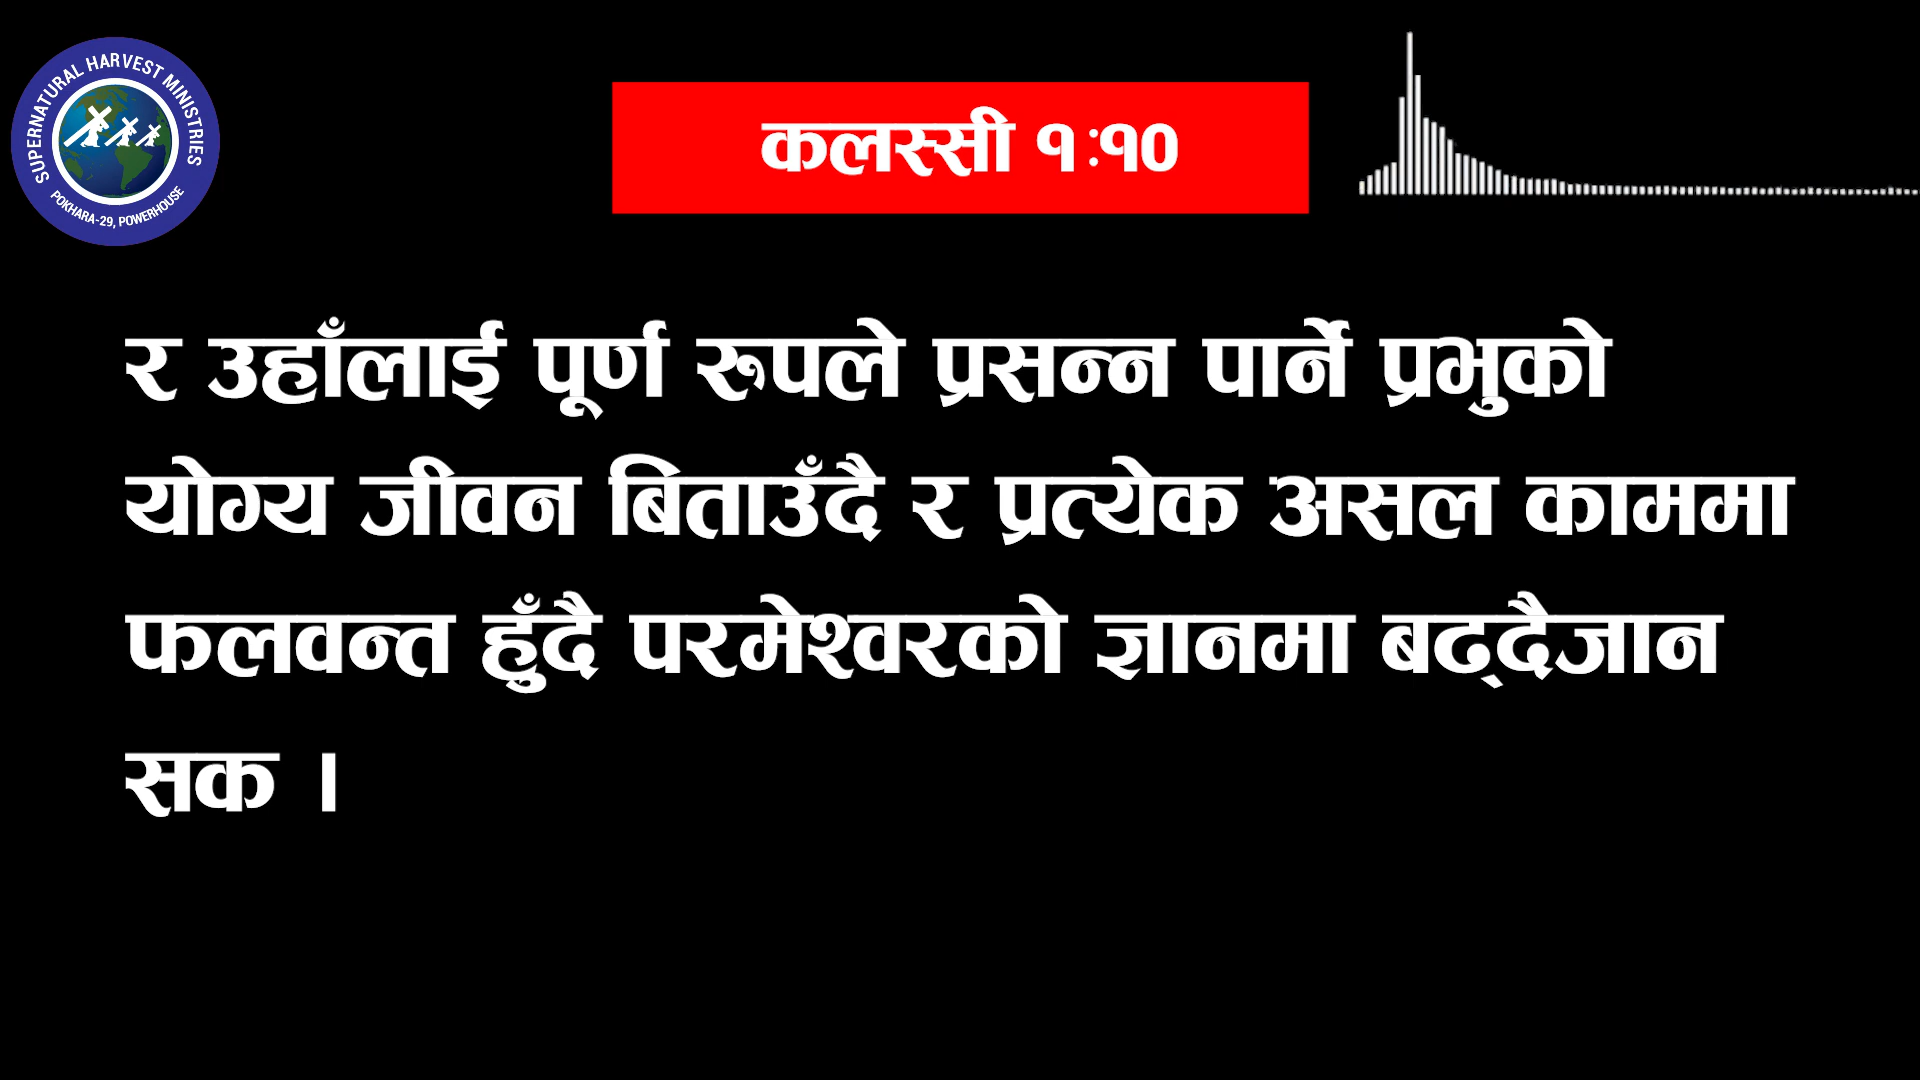 SUPERNATURAL HARVEST MINISTRIES
POKHARA-29, POWERHOUSE
कलस्सी १:१०
र उहाँलाई पूर्ण रुपले प्रसन्न पार्ने प्रभुको
योग्य जीवन बिताउँदै र प्रत्येक असल काममा
फलवन्त हुँदै परमेश्वरको ज्ञानमा बढ्दैजान
सक ।